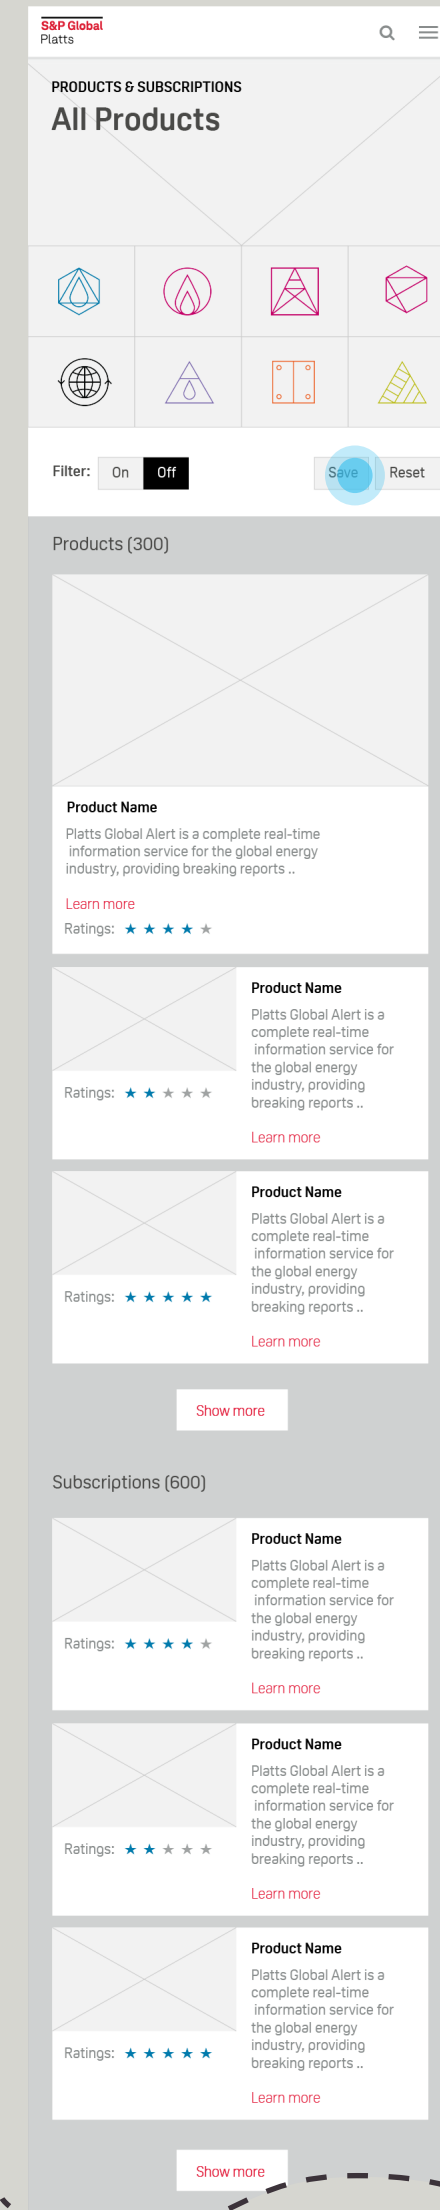 S&P Global
Platts
PRODUCTS & SUBSCRIPTIONS
All Products
Filter: On Off Save Reset
Products (300)
Product Name
Platts Global Alert is a complete real-time
information service for the global energy
industry, providing breaking reports ..
Learn more
Ratings:
Product Name
Platts Global Alert is a
complete real-time
information service for
the global energy
industry, providing
breaking reports ..
Learn more
Ratings:
Product Name
Platts Global Alert is a
complete real-time
information service for
the global energy
industry, providing
breaking reports ..
Learn more
Ratings:
Show more
Subscriptions (600)
Product Name
Platts Global Alert is a
complete real-time
information service for
the global energy
industry, providing
breaking reports ..
Learn more
Ratings:
Product Name
Platts Global Alert is a
complete real-time
information service for
the global energy
industry, providing
breaking reports ..
Learn more
Ratings:
Product Name
Platts Global Alert is a
complete real-time
information service for
the global energy
industry, providing
breaking reports ..
Learn more
Ratings:
Show more